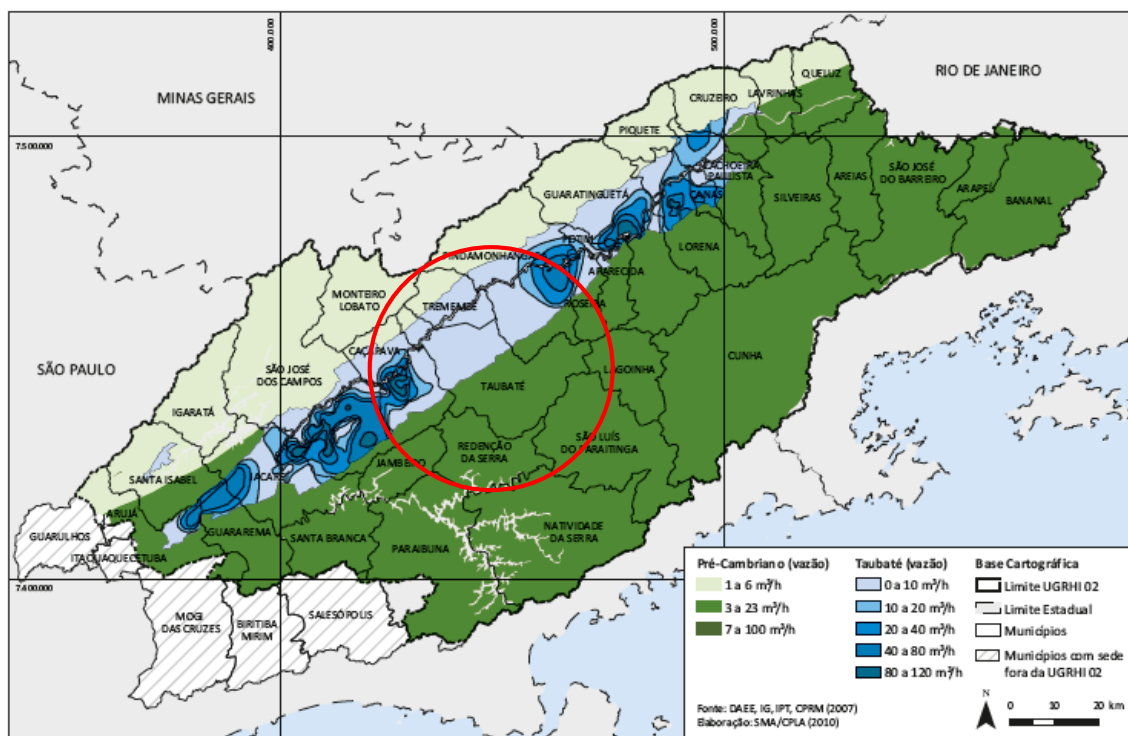 400.000
500.000
RIO DE JANEIRO
MINAS GERAIS
QUELUZ
LAVRINHAS
CRUZEIRO
PIQUETE
7500.000
CACHOEIRA
PAULISTA
SÃO JOSÉ
DO BARREIRO
AREIAS
ARAPEÍ
BANANAL
GUARATINGUETÁ
CANAS
SILVEIRAS
POTIM
LORENA
INDAMONHANGA
APARECIDA
MONTEIRO
LOBATO
TREMEMBÉ
ROSEIRA
CAÇAPAVA
CUNHA
SÃO PAULO
SÃO JOSÉ
DOS CAMPOS
TAUBATÉ
LAGOINHA
IGARATÁ
REDENÇÃO
DA SERRA
SÃO LUÍS
DO PARAITINGA
JAMBEIRO
SANTA ISABEL
JACAREÍ
ARUJÁ
GUARULHOS
GUARAREMA
SANTA BRANCA
NATIVIDADE
DA SERRA
ITAQUAQUECETUBA
PARAIBUNA
7400.000
MOGI
DAS CRUZES
BIRITIBA
MIRIM
SALESÓPOLIS
Pré-Cambriano (vazão)
1 a 6 m³/h
3 a 23 m³/h
7 a 100 m³/h
Taubaté (vazão)
0 a 10 m³/h
10 a 20 m³/h
20 a 40 m³/h
40 a 80 m³/h
80 a 120 m³/h
Base Cartográfica
Limite UGRHI 02
Limite Estadual
Municípios
Municípios com sede
fora da UGRHI 02
Fonte: DAEE, IG, IPT, CPRM (2007)
Elaboração: SMA/CPLA (2010)
N
0 10 20 km